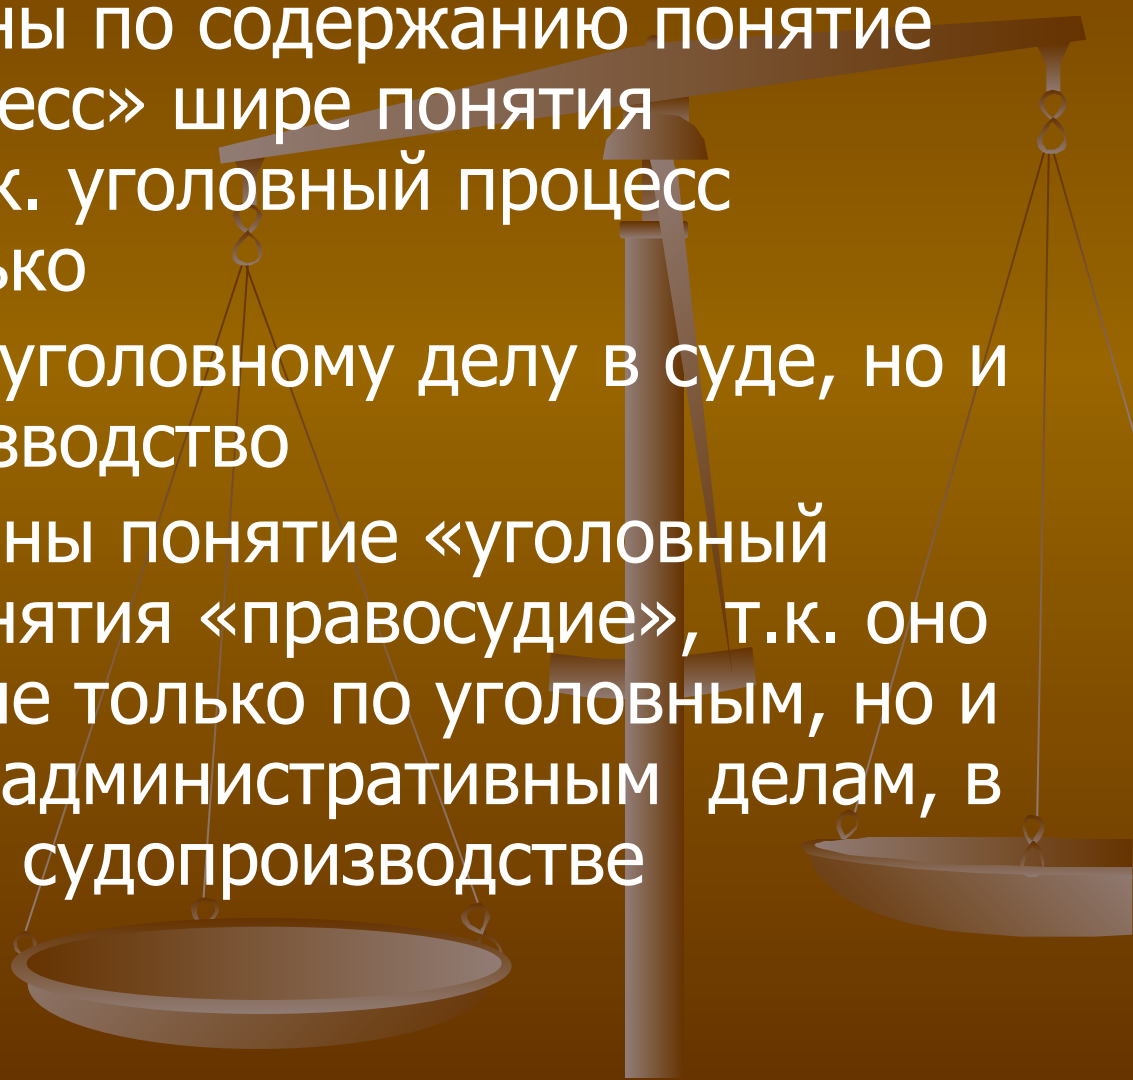 ны по содержанию понятие
есс» шире понятия
к. уголовный процесс
ько
уголовному делу в суде, но и
зводство
ны понятие «уголовный
нятия «правосудие», т.к. оно
не только по уголовным, но и
административным делам, в
судопроизводстве